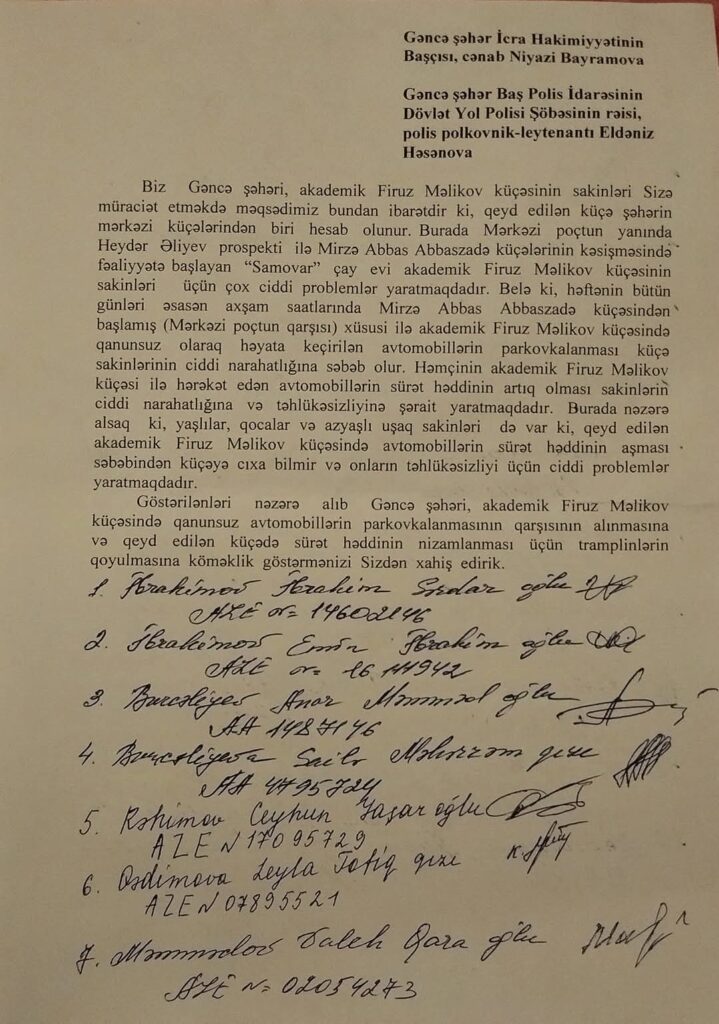 Gəncə şəhər İcra Hakimiyyətinin
Başçısı, cənab Niyazi Bayramova
Gəncə şəhər Baş Polis İdarəsinin
Dövlət Yol Polisi Şöbəsinin rəisi,
polis polkovnik-leytenantı Eldəniz
Həsənova
Biz Gəncə şəhəri, akademik Firuz Məlikov küçəsinin sakinləri Sizə
müraciət etməkdə məqsədimiz bundan ibarətdir ki, qeyd edilən küçə şəhərin
mərkəzi küçələrindən biri hesab olunur. Burada Mərkəzi poçtun yanında
Heydər Əliyev prospekti ilə Mirzə Abbas Abbaszadə küçələrinin kəsişməsində
fəaliyyətə başlayan “Samovar” çay evi akademik Firuz Məlikov küçəsinin
sakinləri üçün çox ciddi problemlər yaratmaqdadır. Belə ki, həftənin bütün
günləri əsasən axşam saatlarında Mirzə Abbas Abbaszadə küçəsindən
başlamış (Mərkəzi poçtun qarşısı) xüsusi ilə akademik Firuz Məlikov küçəsində
qanunsuz olaraq həyata keçirilən avtomobillərin parkovkalanması küçə
sakinlərinin ciddi narahatlığına səbəb olur. Həmçinin akademik Firuz Məlikov
küçəsi ilə hərəkət edən avtomobillərin sürət həddinin artıq olması sakinlərin
ciddi narahatlığına və təhlükəsizliyinə şərait yaratmaqdadır. Burada nəzərə
alsaq ki, yaşlılar, qocalar və azyaşlı uşaq sakinləri də var ki, qeyd edilən
akademik Firuz Məlikov küçəsində avtomobillərin sürət həddinin aşması
səbəbindən küçəyə cıxa bilmir və onların təhlükəsizliyi üçün ciddi problemlər
yaratmaqdadır.
Göstərilənləri nəzərə alıb Gəncə şəhəri, akademik Firuz Məlikov
küçəsində qanunsuz avtomobillərin parkovkalanmasının qarşısının alınmasına
və qeyd edilən küçədə sürət həddinin nizamlanması üçün tramplinlərin
qoyulmasına köməklik göstərmənizi Sizdən xahiş edirik.
1. İbrahimov İbrahim Sərdar oğlu
AZE № 14602146
2. İbrahimov Emin İbrahim oğlu
AZE №
3. Anar Məmməd oğlu
AA 1487146
4. Məhərrəm qızı
AA 4795724
5. Rəhimov Ceyhun Yaşar oğlu
AZE N 17095729
6. Qədimova Leyla Tofiq qızı
AZE N 07895521
7. Məmmədov Saleh Qara oğlu
AZE № 02054273